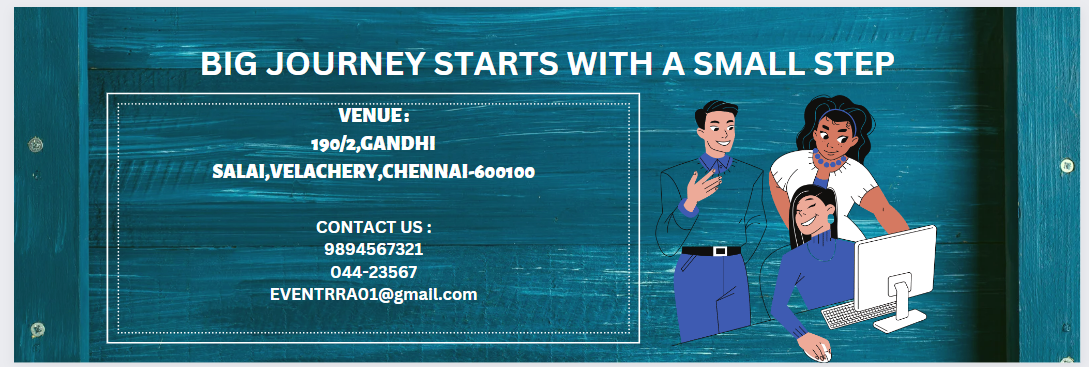 BIG JOURNEY STARTS WITH A SMALL STEP
VENUE:
190/2,GANDHI
SALAI,VELACHERY,CHENNAI-600100
CONTACT US :
9894567321
044-23567
EVENTRRA01@gmail.com